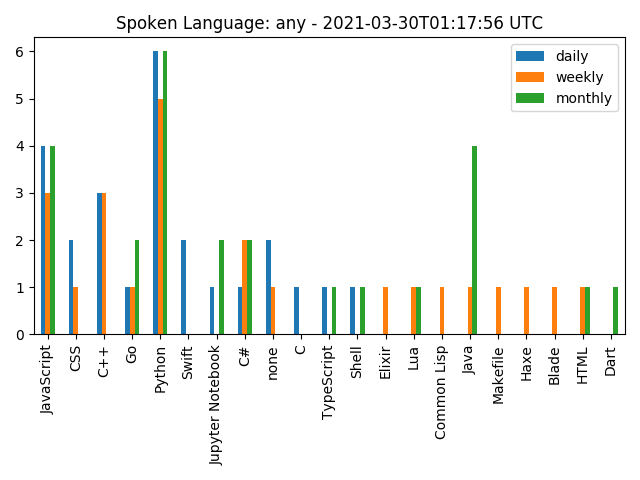 Spoken Language: any - 2021-03-30T01:17:56 UTC
daily
weekly
monthly
6
5
4
3
2
1
0
JavaScript
CSS
C++
Go
Python
Swift
Jupyter Notebook
C#
none
C
TypeScript
Shell
Elixir
Lua
Common Lisp
Java
Makefile
Haxe
Blade
HTML
Dart